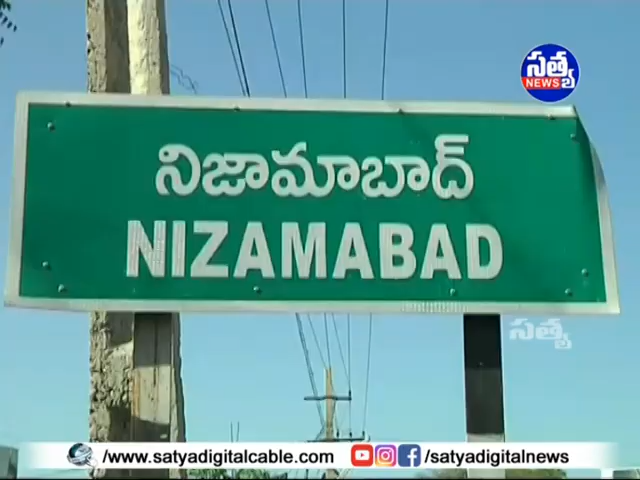 సత్య
NEWS
నిజామాబాద్
NIZAMABAD
సత్య
/www.satyadigitalcable.com/
/satyadigitalnews